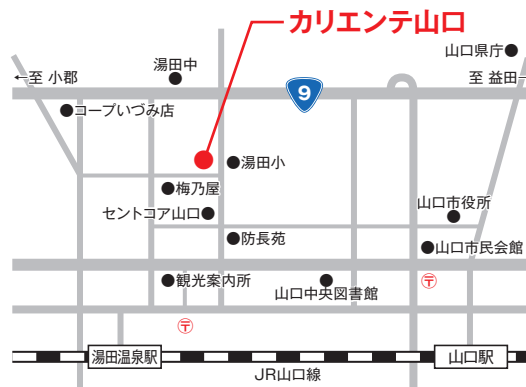 カリエンテ山口
山口県庁
湯田中
←至 小郡
至 益田
9
コープいづみ店
湯田小
梅乃屋
セントコア山口
山口市役所
防長苑
山口市民会館
観光案内所
山口中央図書館
〒
〒
湯田温泉駅
山口駅
JR山口線